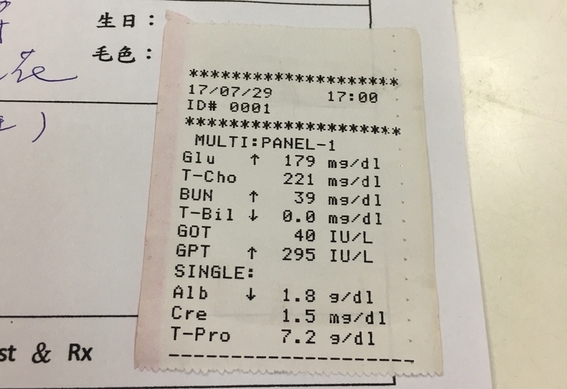 生日：
毛色：
********************
17/07/29 17:00
ID# 0001
********************
MULTI:PANEL-1
Glu ↑ 179 mg/dl
T-Cho 221 mg/dl
BUN ↑ 39 mg/dl
T-Bil ↓ 0.0 mg/dl
GOT 40 IU/L
GPT ↑ 295 IU/L
SINGLE:
Alb ↓ 1.8 g/dl
Cre 1.5 mg/dl
T-Pro 7.2 g/dl
st & Rx